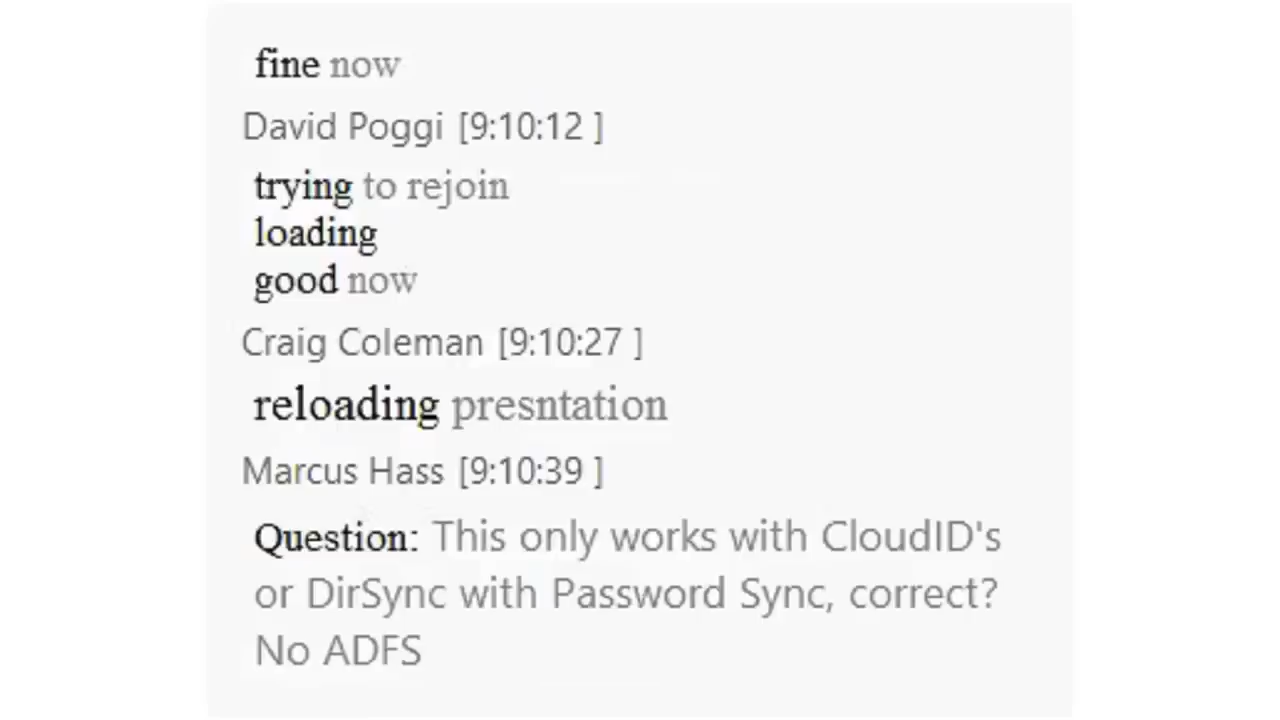 fine now
David Poggi [9:10:12 ]
trying to rejoin
loading
good now
Craig Coleman [9:10:27 ]
reloading presntation
Marcus Hass [9:10:39 ]
Question: This only works with CloudID's
or DirSync with Password Sync, correct?
No ADFS